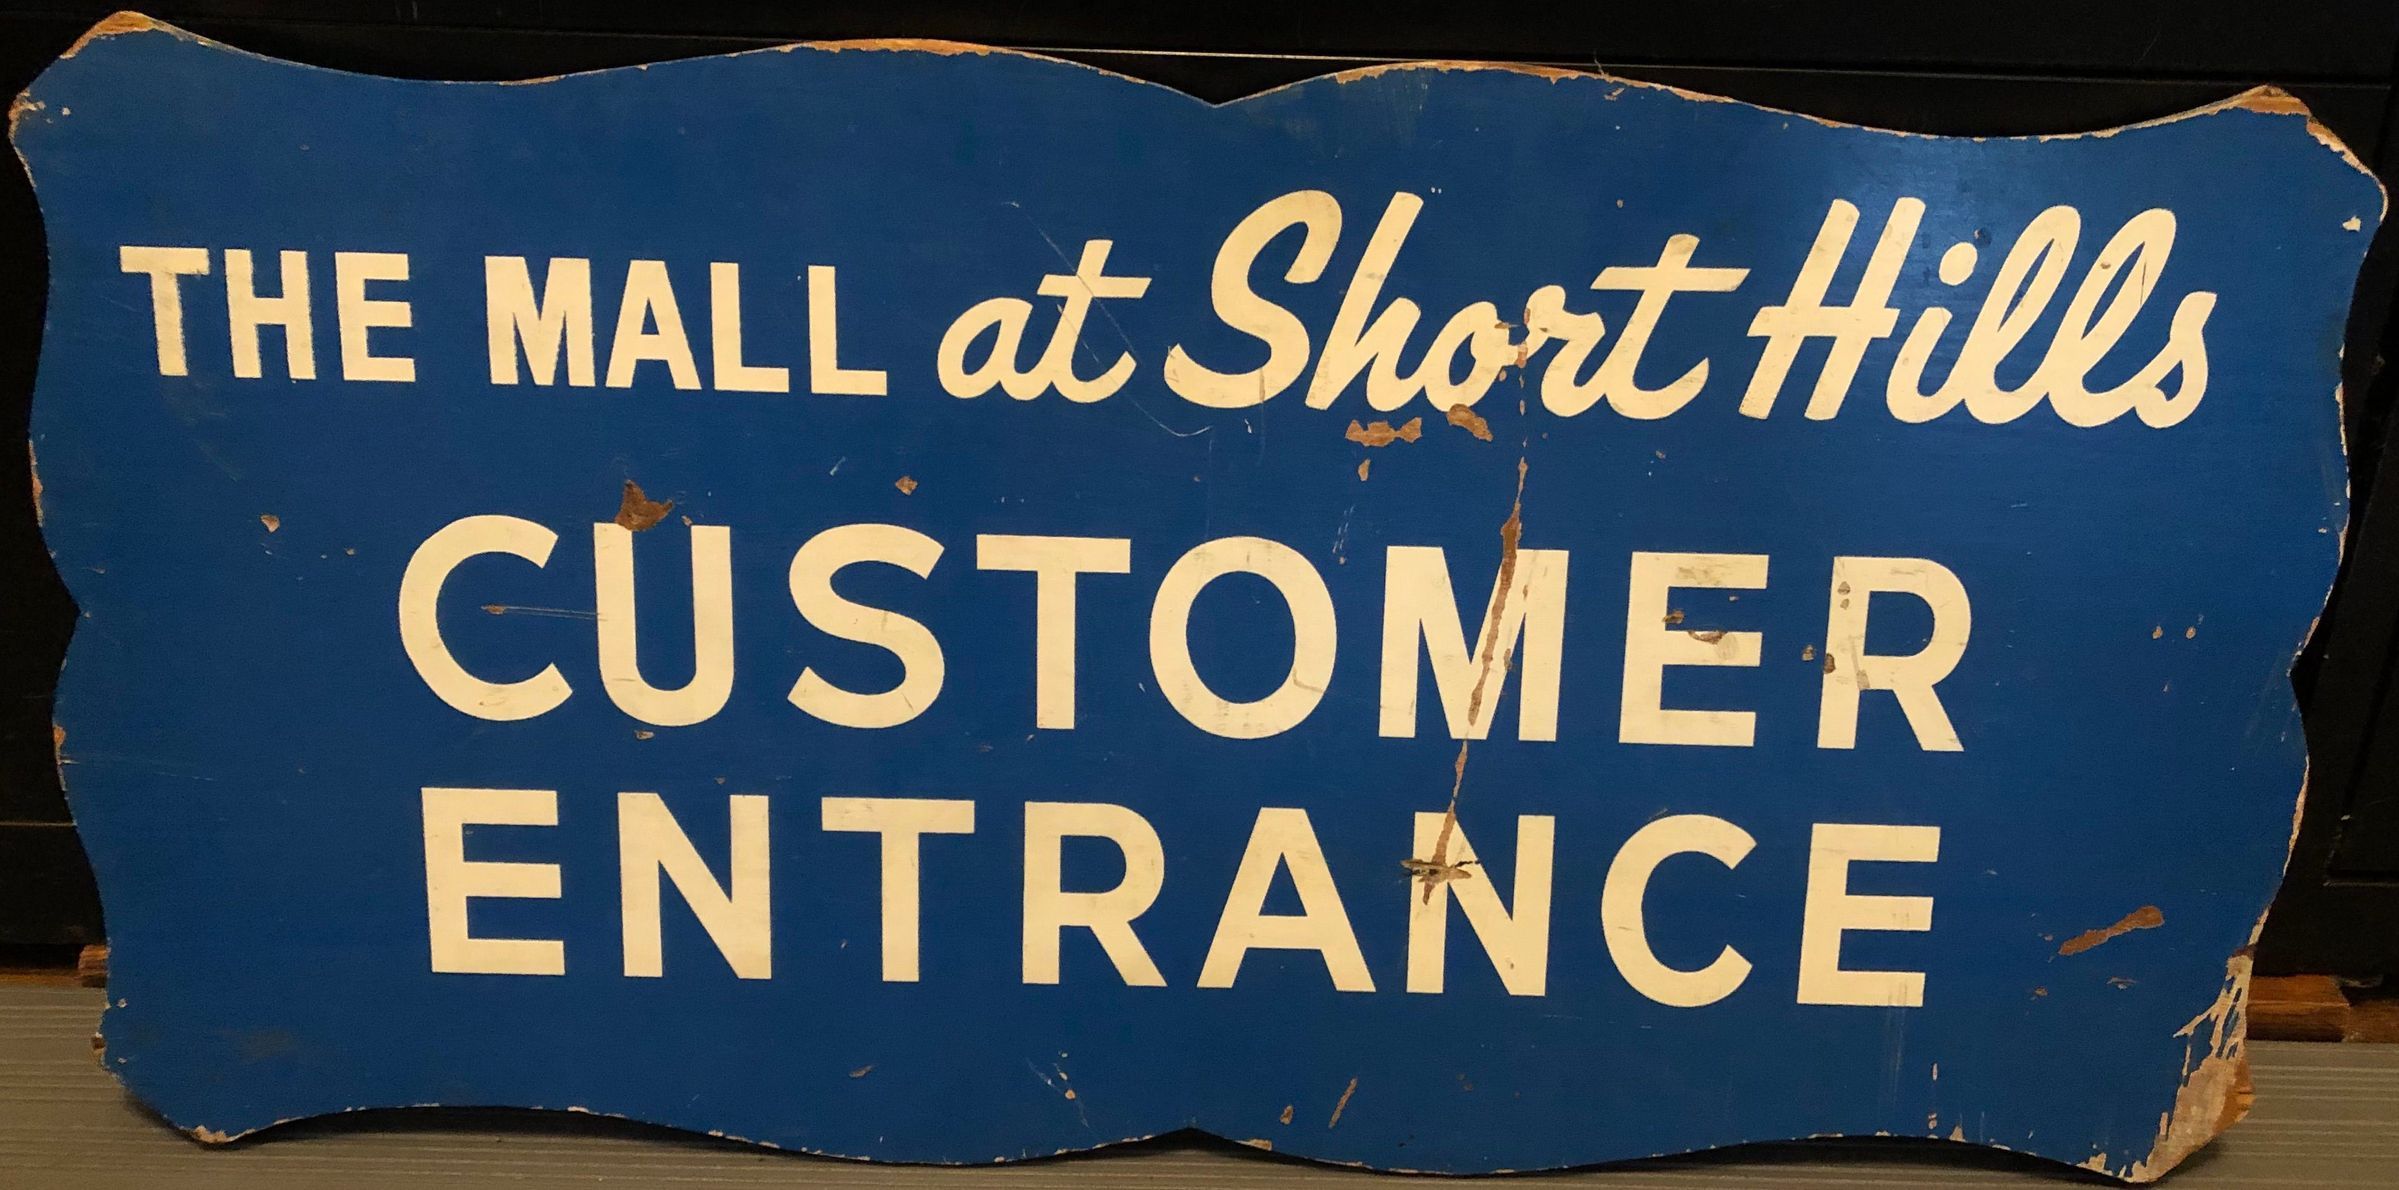 THE MALL at Short Hills
CUSTOMER
ENTRANCE